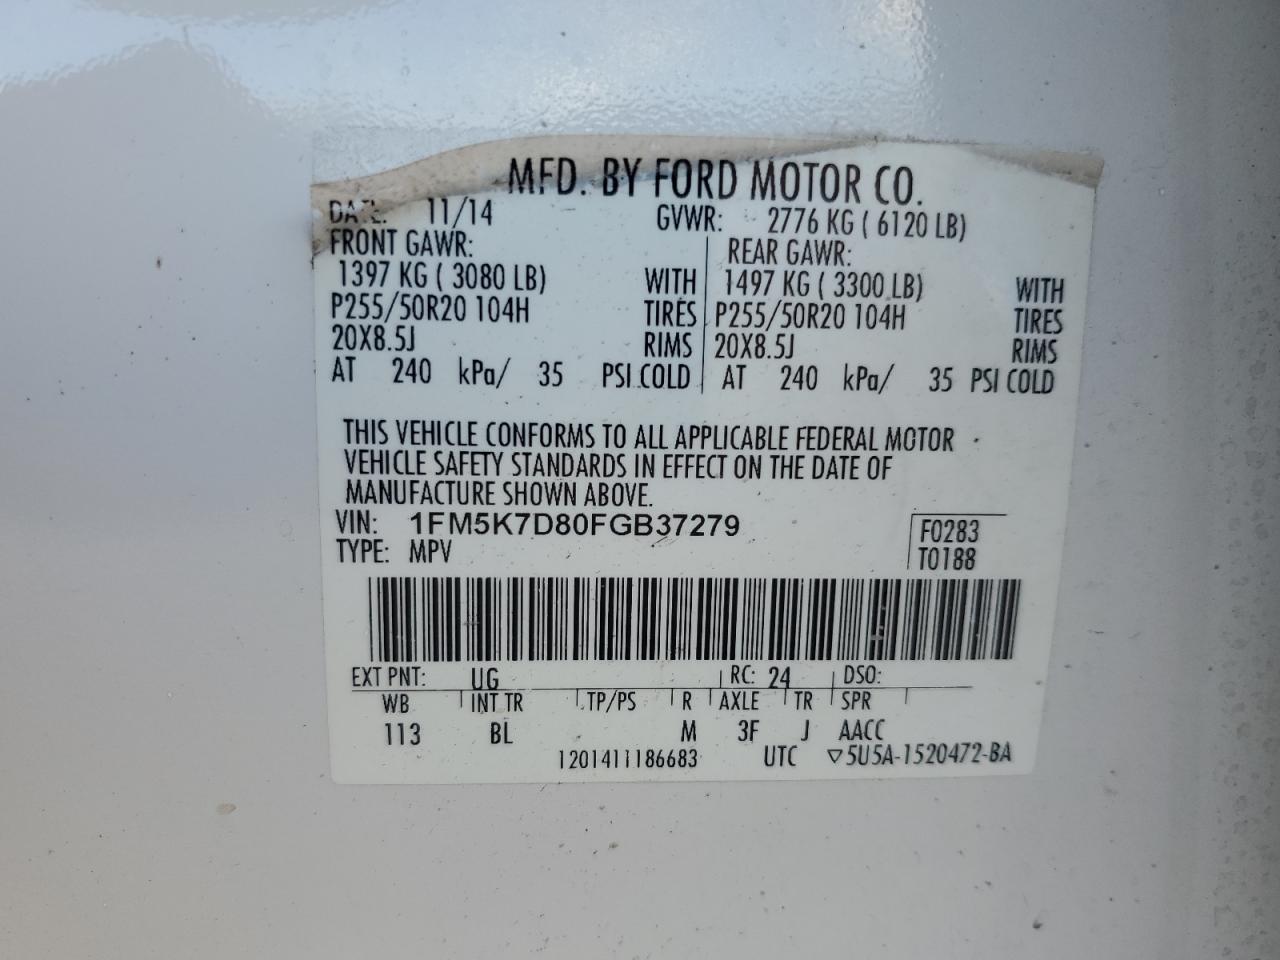 MFD. BY FORD MOTOR CO.
DATE: 11/14 GVWR: 2776 KG ( 6120 LB)
FRONT GAWR: REAR GAWR:
1397 KG ( 3080 LB) WITH 1497 KG ( 3300 LB) WITH
P255/50R20 104H TIRES P255/50R20 104H TIRES
20X8.5J RIMS 20X8.5J RIMS
AT 240 kPa/ 35 PSI COLD AT 240 kPa/ 35 PSI COLD
THIS VEHICLE CONFORMS TO ALL APPLICABLE FEDERAL MOTOR
VEHICLE SAFETY STANDARDS IN EFFECT ON THE DATE OF
MANUFACTURE SHOWN ABOVE.
VIN: 1FM5K7D80FGB37279 F0283
TYPE: MPV T0188
EXT PNT: UG RC: 24 DSO:
WB INT TR TP/PS R AXLE TR SPR
113 BL M 3F J AACC
1201411186683 UTC ▽5U5A-1520472-BA